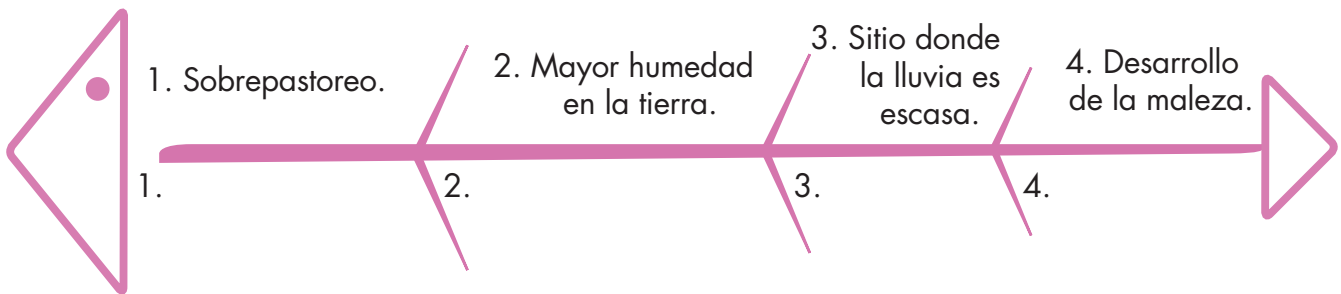 1. Sobrepastoreo.
2. Mayor humedad
en la tierra.
3. Sitio donde
la lluvia es
escasa.
4. Desarrollo
de la maleza.
1.
2.
3.
4.